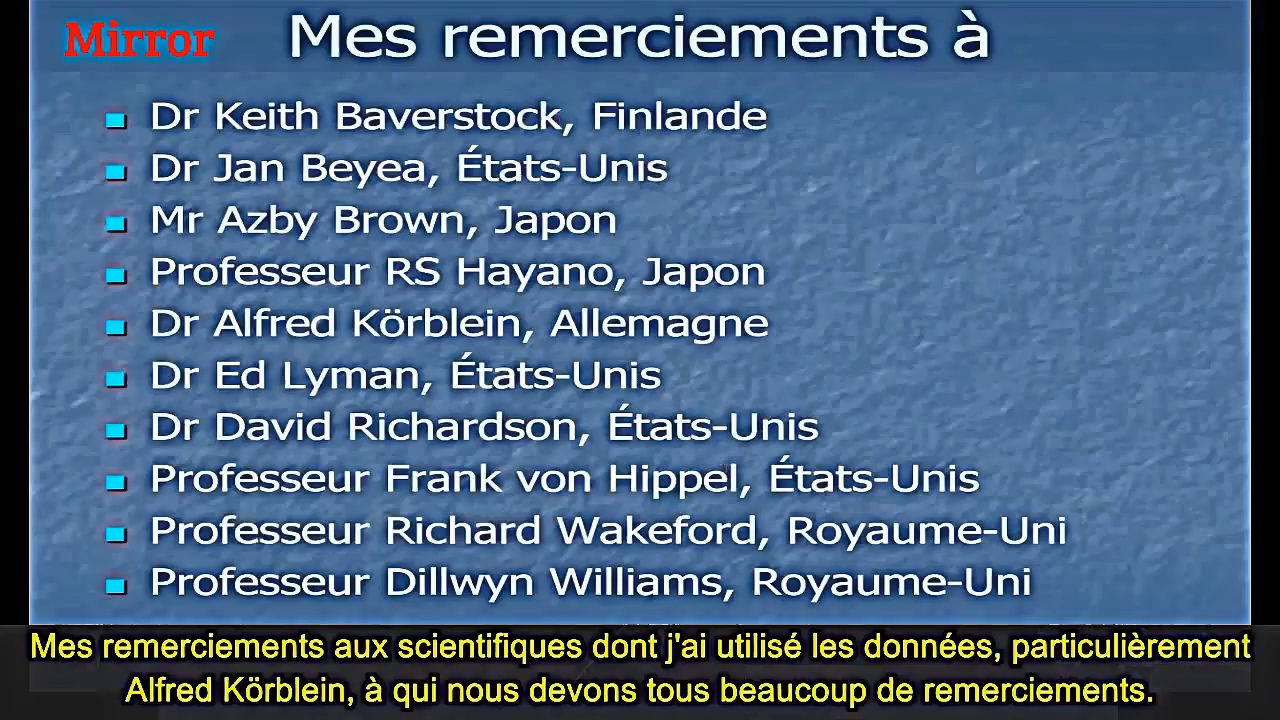 Mirror
Mes remerciements à
Dr Keith Baverstock, Finlande
Dr Jan Beyea, États-Unis
Mr Azby Brown, Japon
Professeur RS Hayano, Japon
Dr Alfred Körblein, Allemagne
Dr Ed Lyman, États-Unis
Dr David Richardson, États-Unis
Professeur Frank von Hippel, États-Unis
Professeur Richard Wakeford, Royaume-Uni
Professeur Dillwyn Williams, Royaume-Uni
Mes remerciements aux scientifiques dont j'ai utilisé les données, particulièrement
Alfred Körblein, à qui nous devons tous beaucoup de remerciements.